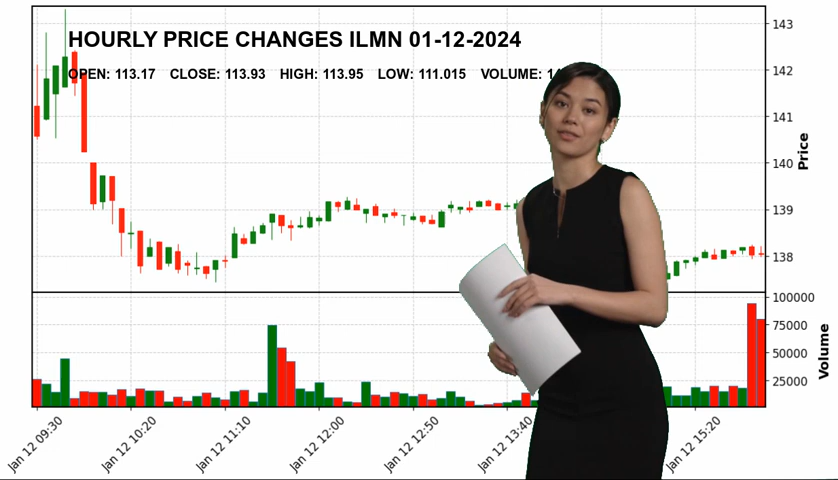 HOURLY PRICE CHANGES ILMN 01-12-2024
OPEN: 113.17 CLOSE: 113.93 HIGH: 113.95 LOW: 111.015 VOLUME:
143
142
141
140
139
138
Price
100000
75000
50000
25000
Volume
Jan 12 09:30
Jan 12 10:20
Jan 12 11:10
Jan 12 12:00
Jan 12 12:50
Jan 12 13:40
Jan 12 15:20